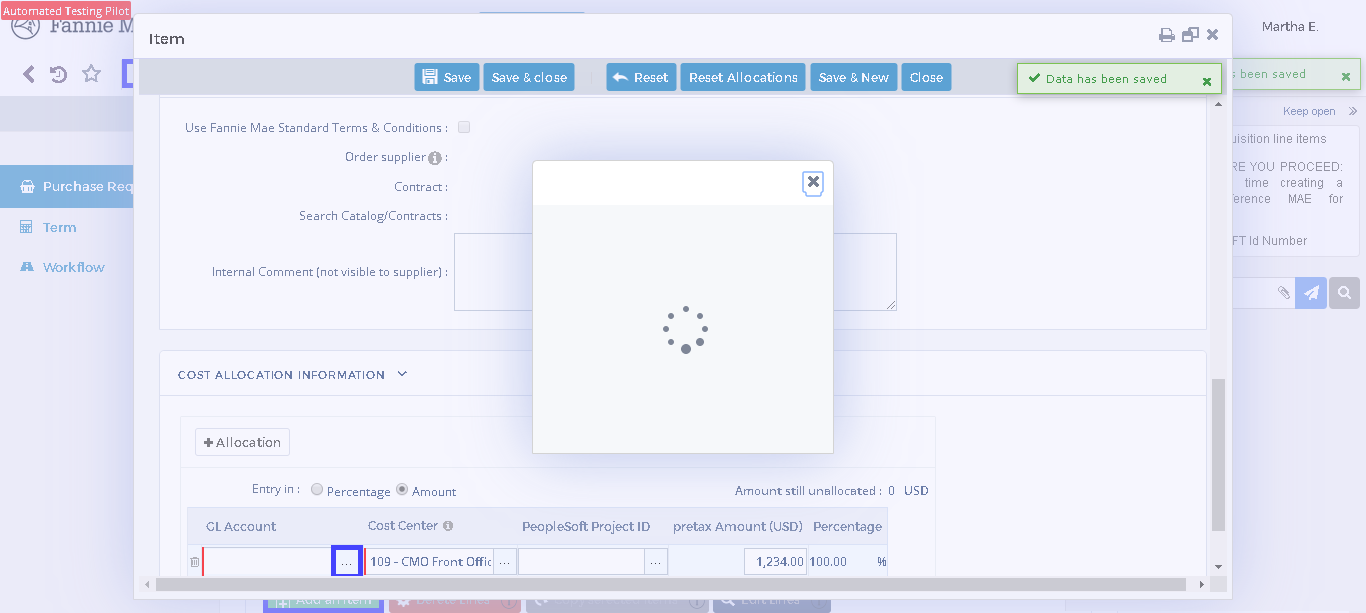 Automated Testing Pilot
Fannie M
Martha E.
Item
Save
Save & close
Reset
Reset Allocations
Save & New
Close
Data has been saved
s been saved
Keep open
Use Fannie Mae Standard Terms & Conditions :
Order supplier :
Contract :
Search Catalog/Contracts :
Internal Comment (not visible to supplier) :
Purchase Req
Term
Workflow
uisition line items
RE YOU PROCEED:
time creating a
ference MAE for
FT Id Number
COST ALLOCATION INFORMATION
+ Allocation
Entry in : Percentage Amount
Amount still unallocated : 0 USD
GL Account Cost Center PeopleSoft Project ID pretax Amount (USD) Percentage
... 109 - CMO Front Offic ... ... 1,234.00 100.00 %
Add an item
Delete Lines
Edit Lines